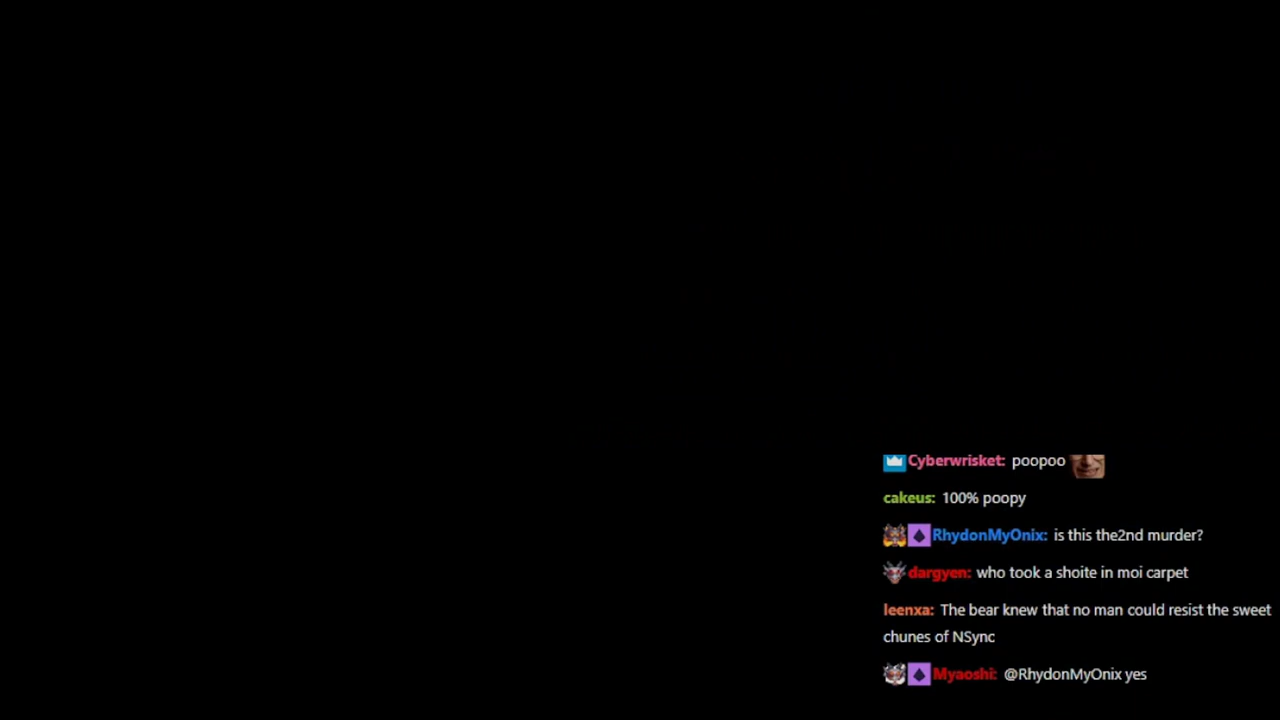 Cyberwrisket: poopoo
cakeus: 100% poopy
RhydonMyOnix: is this the2nd murder?
dargyen: who took a shoite in moi carpet
leenxa: The bear knew that no man could resist the sweet
chunes of NSync
Myaoshi: @RhydonMyOnix yes